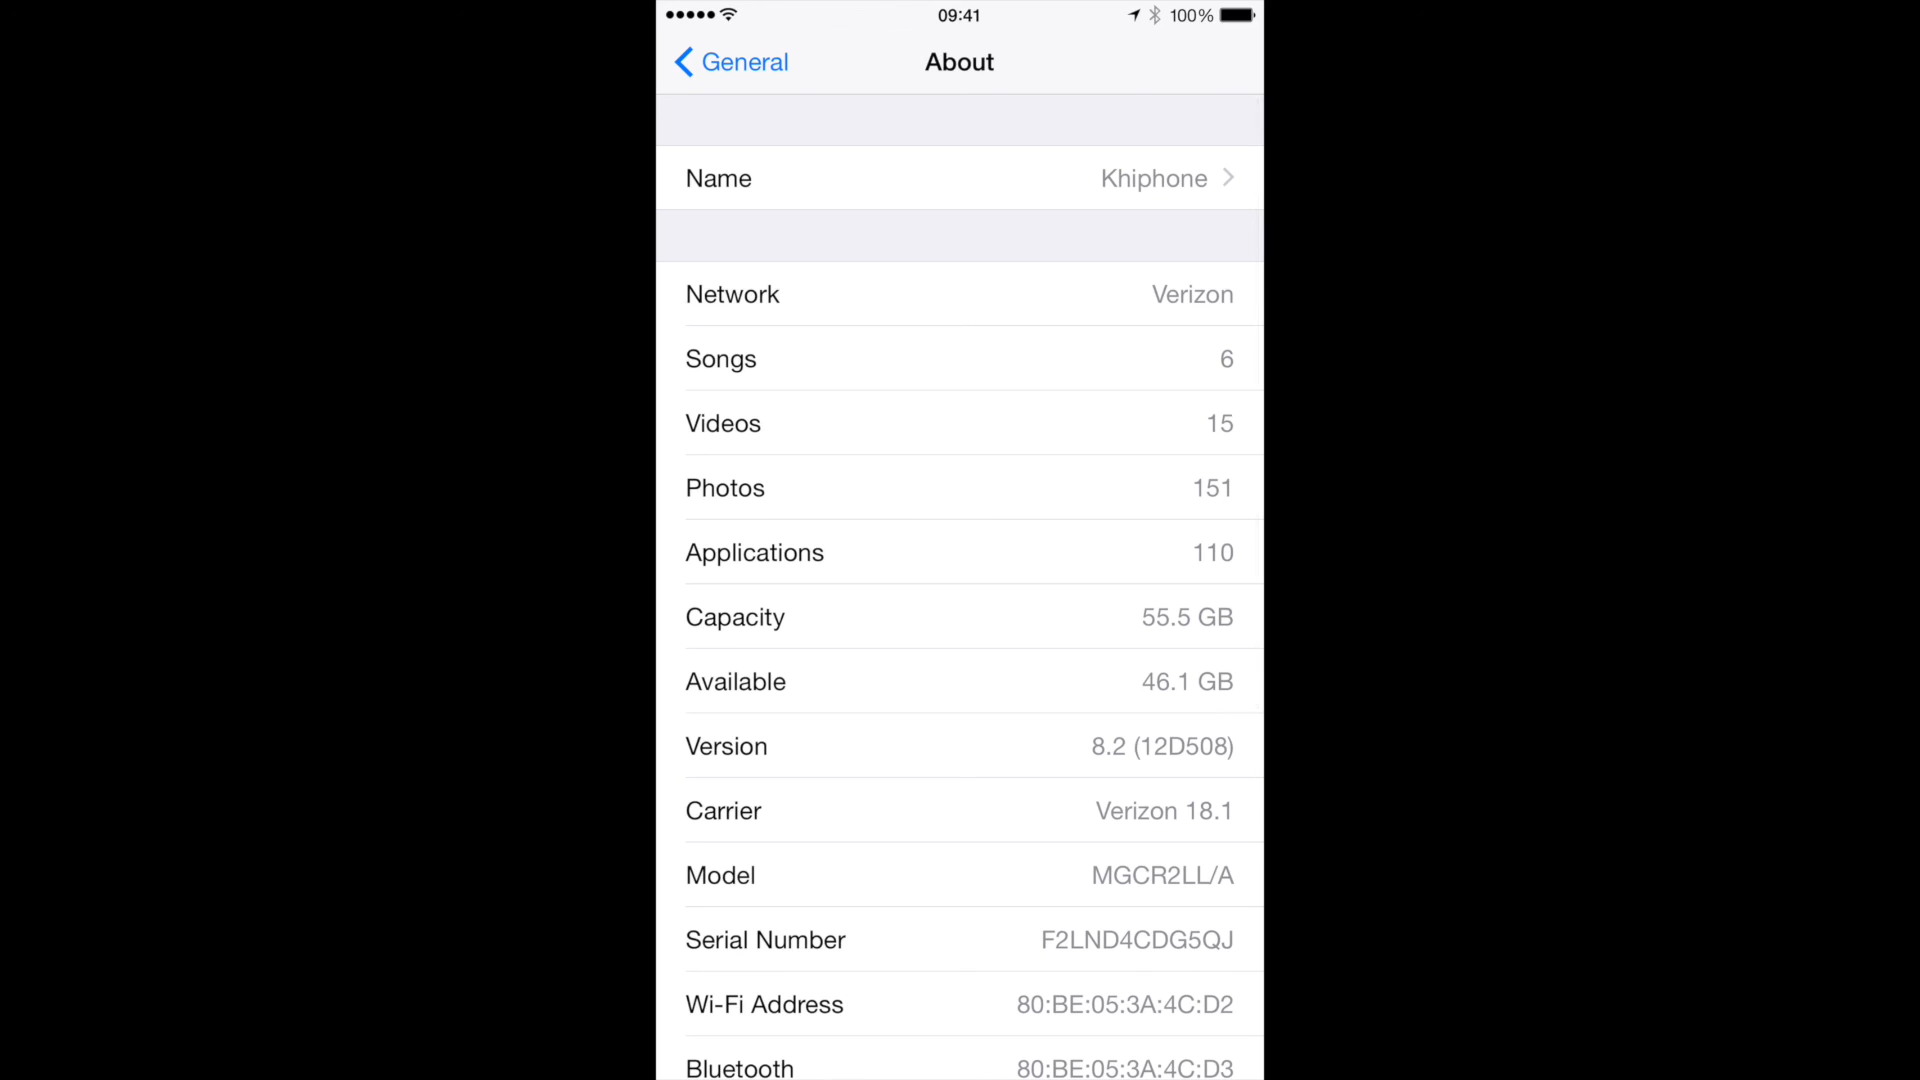 09:41 100%
General About
Name Khiphone
Network Verizon
Songs 6
Videos 15
Photos 151
Applications 110
Capacity 55.5 GB
Available 46.1 GB
Version 8.2 (12D508)
Carrier Verizon 18.1
Model MGCR2LL/A
Serial Number F2LND4CDG5QJ
Wi-Fi Address 80:BE:05:3A:4C:D2
Bluetooth 80:BE:05:3A:4C:D3